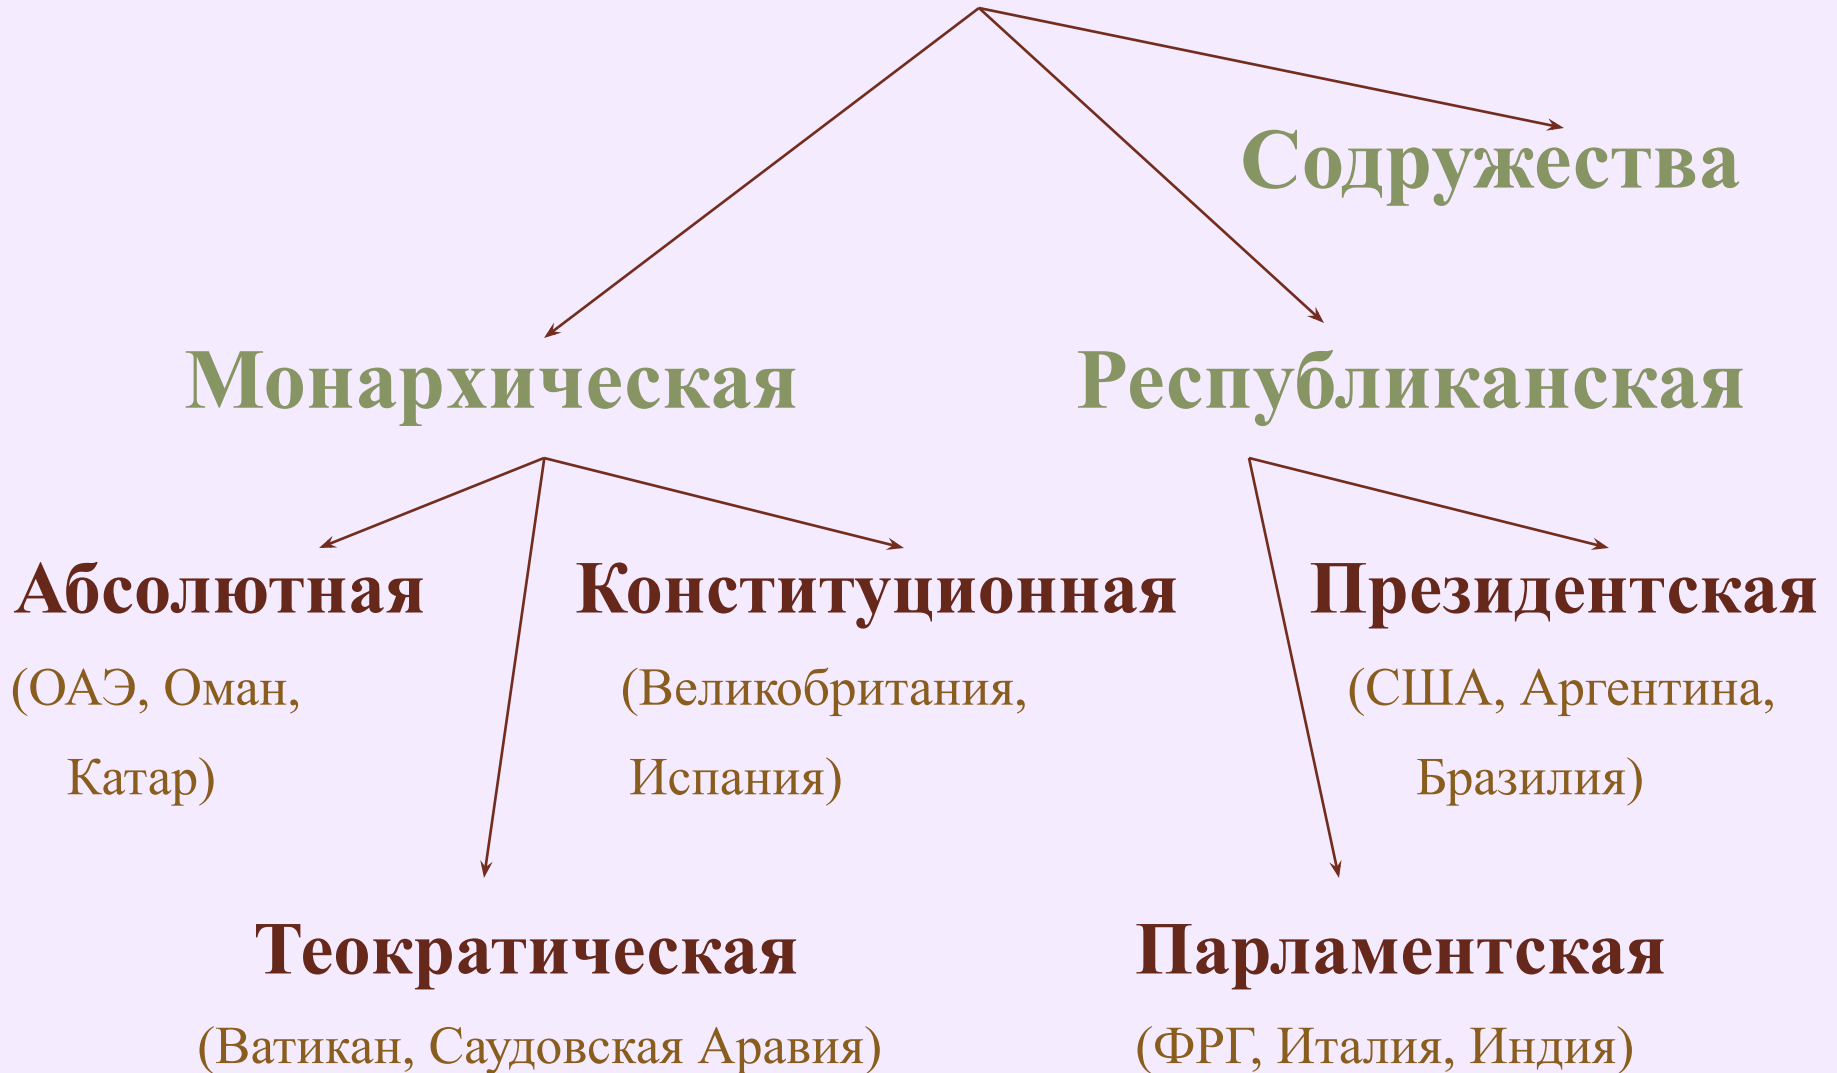 Содружества
Монархическая Республиканская
Абсолютная Конституционная Президентская
(ОАЭ, Оман, (Великобритания, (США, Аргентина,
Катар) Испания) Бразилия)
Теократическая Парламентская
(Ватикан, Саудовская Аравия) (ФРГ, Италия, Индия)